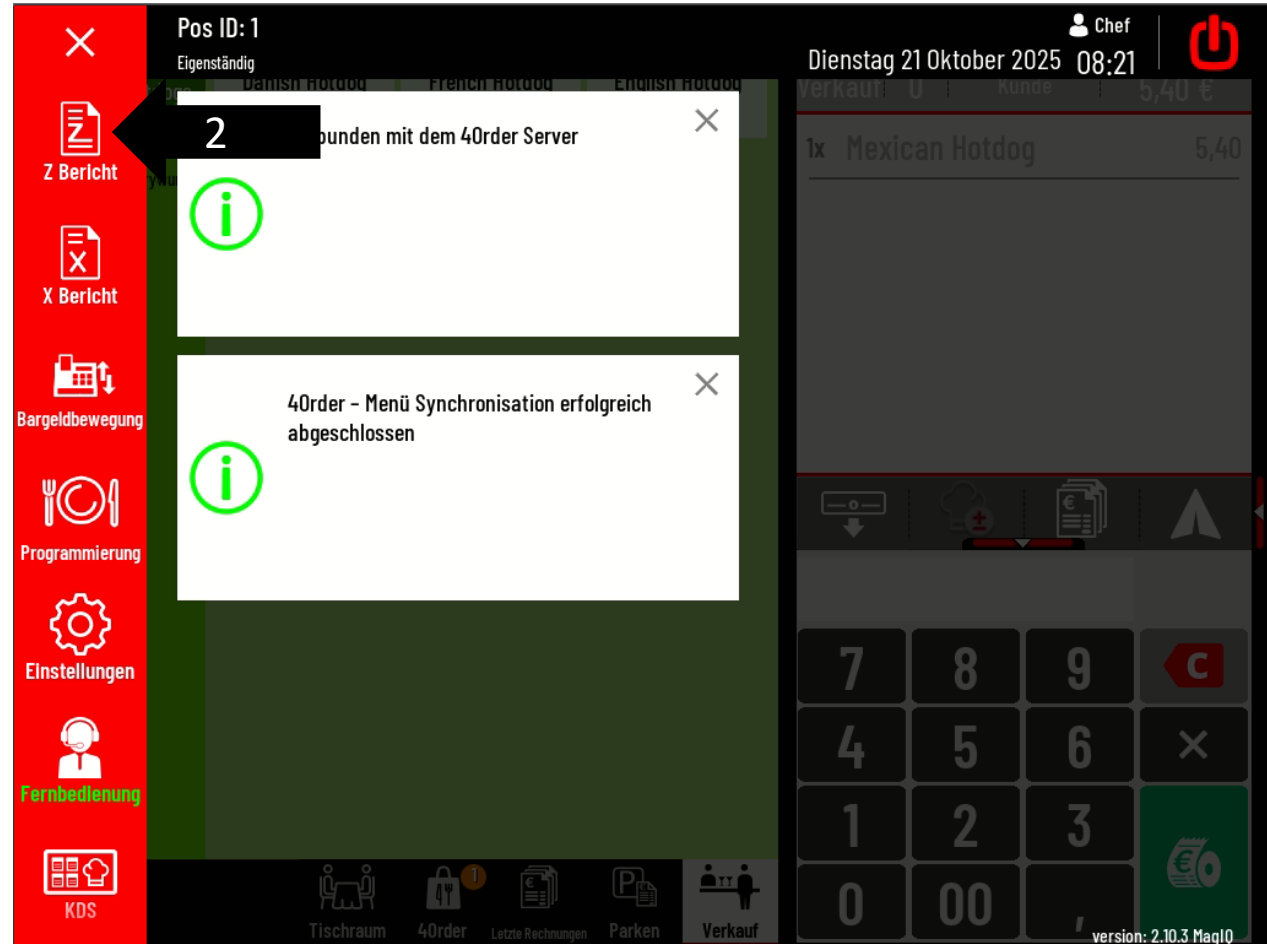 Pos ID: 1
Eigenständig
Chef
Dienstag 21 Oktober 2025 08:21
Z Bericht
X Bericht
Bargeldbewegung
Programmierung
Einstellungen
Fernbedienung
KDS
2
Danish Hotdog French Hotdog English Hotdog
bunden mit dem 4Order Server
4Order – Menü Synchronisation erfolgreich
abgeschlossen
Verkauf 0 Kunde 5,40 €
1x Mexican Hotdog 5,40
7 8 9 C
4 5 6 ×
1 2 3
0 00 ,
Tischraum
4Order
1
Letzte Rechnungen
Parken
Verkauf
version: 2.10.3 MagIQ